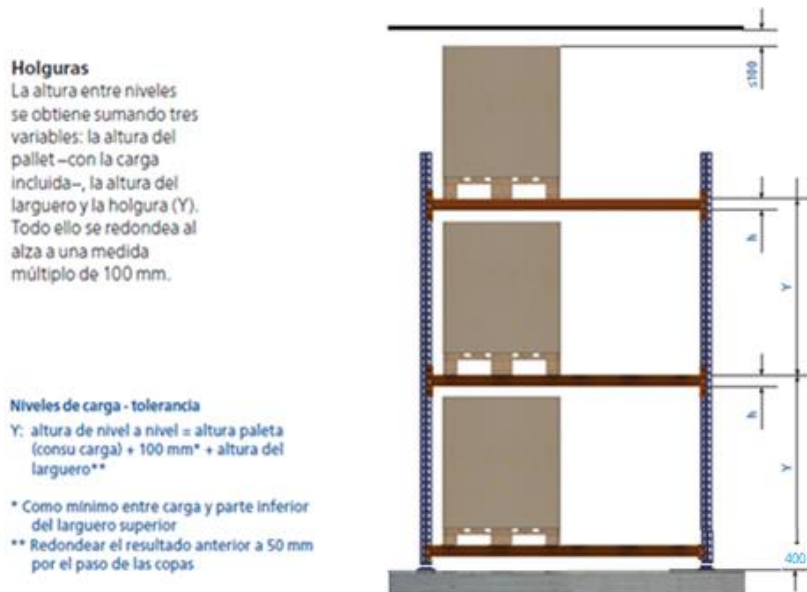 Holguras
La altura entre niveles
se obtiene sumando tres
variables: la altura del
pallet –con la carga
incluida–, la altura del
larguero y la holgura (Y).
Todo ello se redondea al
alza a una medida
múltiplo de 100 mm.
Niveles de carga - tolerancia
Y: altura de nivel a nivel = altura paleta
(consu carga) + 100 mm* + altura del
larguero**
* Como mínimo entre carga y parte inferior
del larguero superior
** Redondear el resultado anterior a 50 mm
por el paso de las copas
≤100
h
Y
h
Y
400